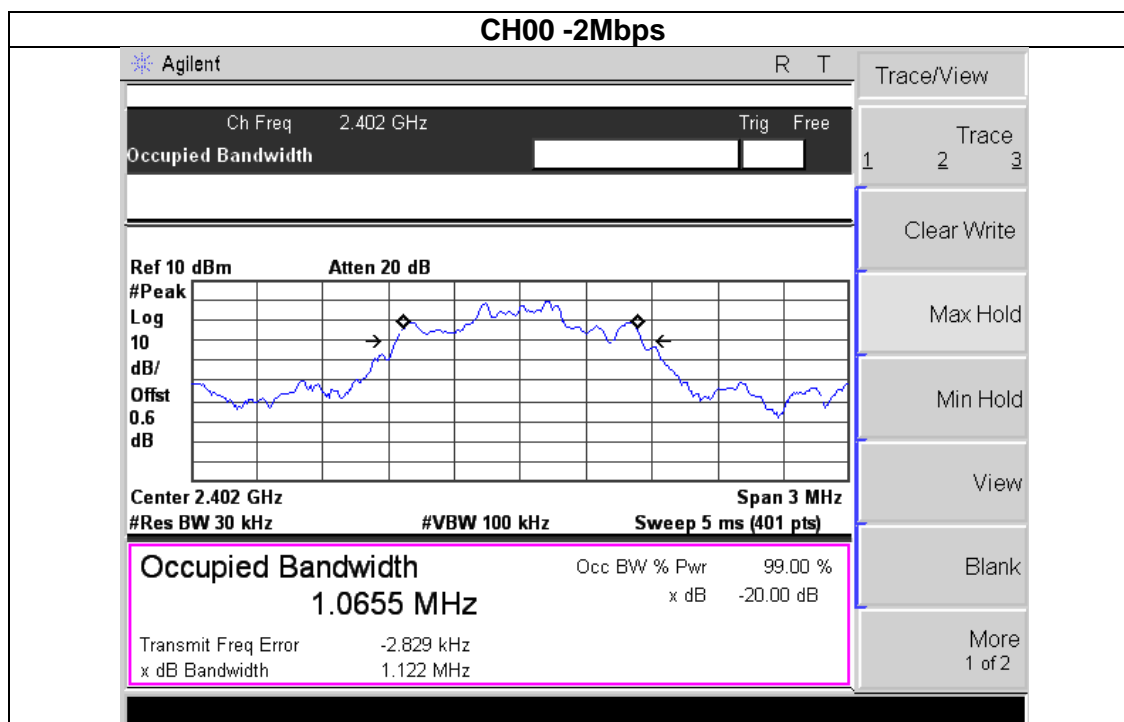 CH00 -2Mbps
Agilent R T
Trace/View
Ch Freq 2.402 GHz Trig Free
Occupied Bandwidth
Trace
1 2 3
Clear Write
Max Hold
Min Hold
View
Blank
More
1 of 2
Ref 10 dBm Atten 20 dB
#Peak
Log
10
dB/
Offst
0.6
dB
Center 2.402 GHz Span 3 MHz
#Res BW 30 kHz #VBW 100 kHz Sweep 5 ms (401 pts)
Occupied Bandwidth
1.0655 MHz
Occ BW % Pwr 99.00 %
x dB -20.00 dB
Transmit Freq Error -2.829 kHz
x dB Bandwidth 1.122 MHz